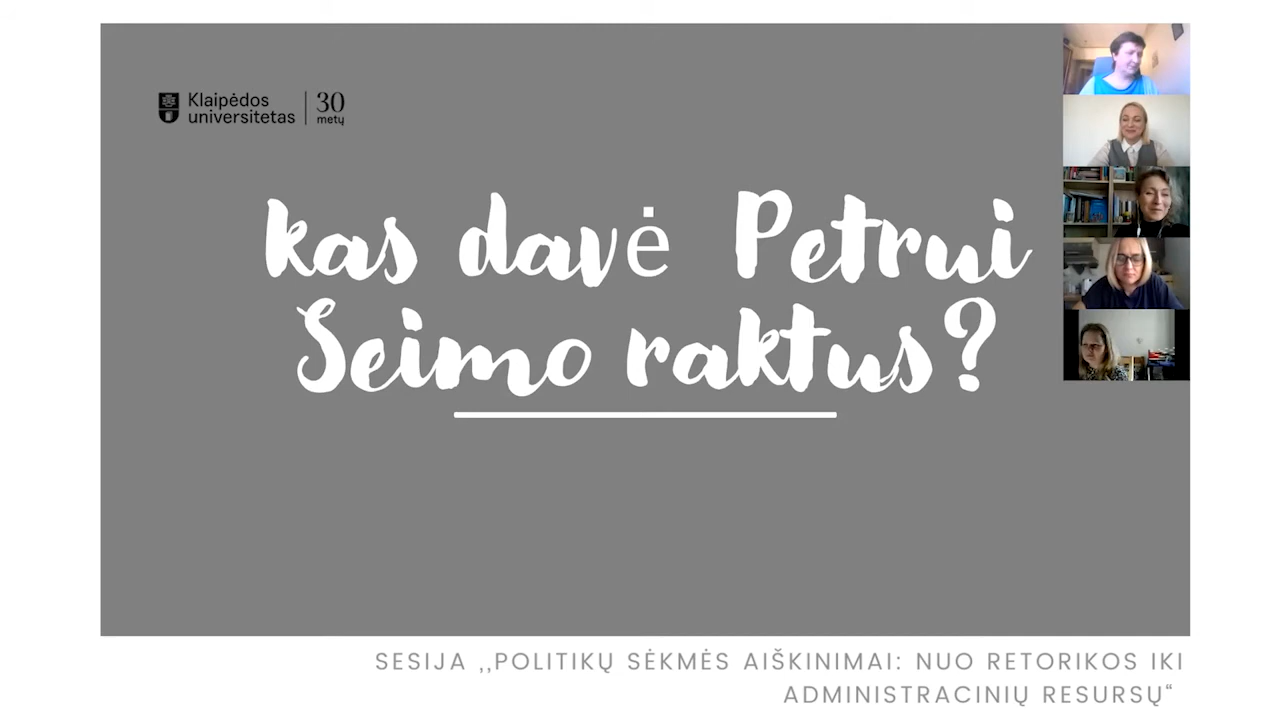 Klaipėdos
universitetas
30
metų
kas davė Petrui
Seimo raktus?
SESIJA ,,POLITIKŲ SĖKMĖS AIŠKINIMAI: NUO RETORIKOS IKI
ADMINISTRACINIŲ RESURSŲ“